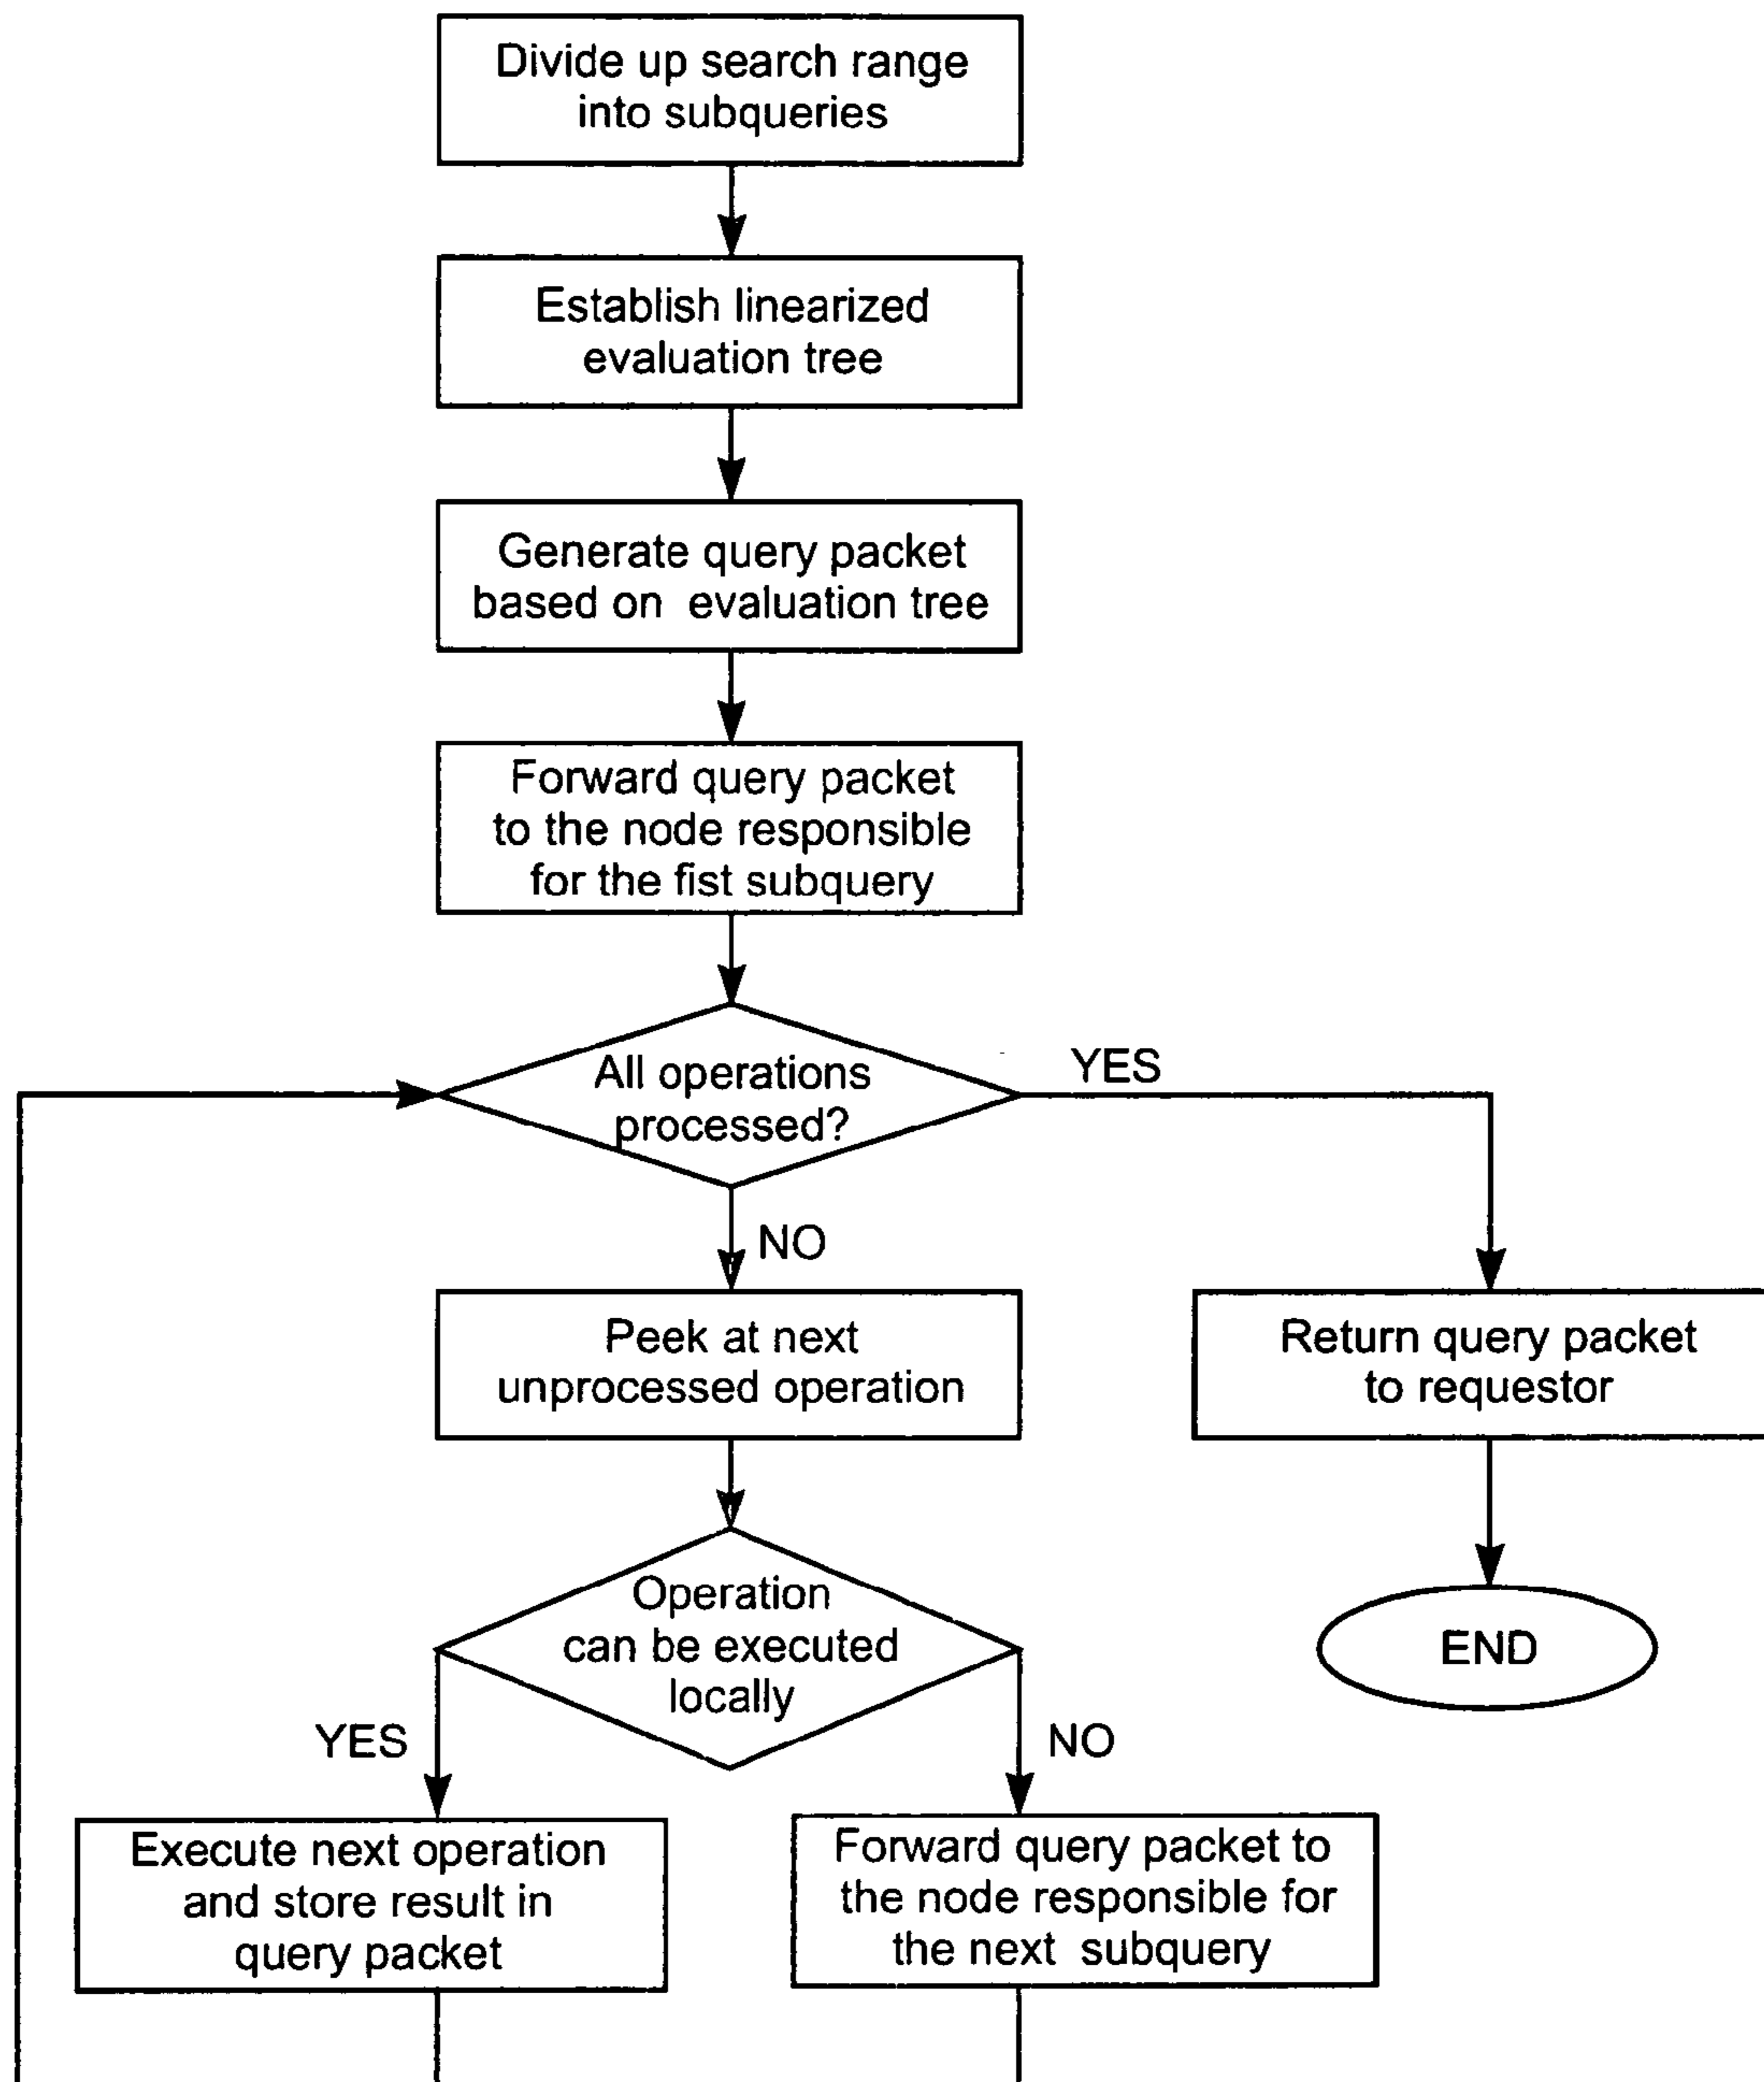 Divide up search range
into subqueries
Establish linearized
evaluation tree
Generate query packet
based on evaluation tree
Forward query packet
to the node responsible
for the fist subquery
All operations
processed?
YES
NO
Peek at next
unprocessed operation
Return query packet
to requestor
Operation
can be executed
locally
END
YES
NO
Execute next operation
and store result in
query packet
Forward query packet to
the node responsible for
the next subquery